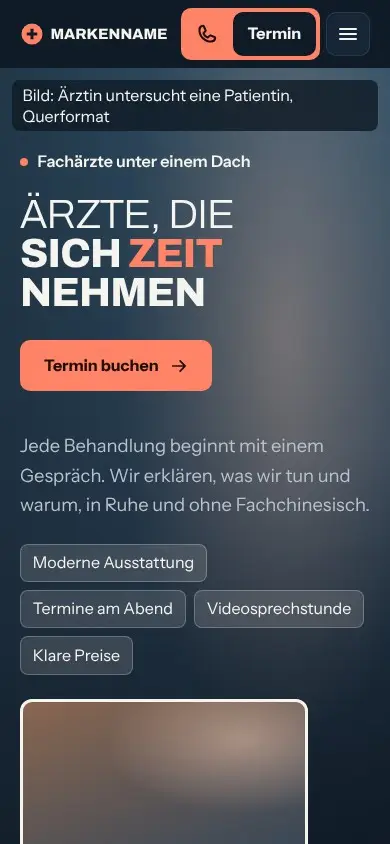 MARKENNAME
Termin
Bild: Ärztin untersucht eine Patientin,
Querformat
Fachärzte unter einem Dach
ÄRZTE, DIE
SICH ZEIT
NEHMEN
Termin buchen
Jede Behandlung beginnt mit einem
Gespräch. Wir erklären, was wir tun und
warum, in Ruhe und ohne Fachchinesisch.
Moderne Ausstattung
Termine am Abend
Videosprechstunde
Klare Preise